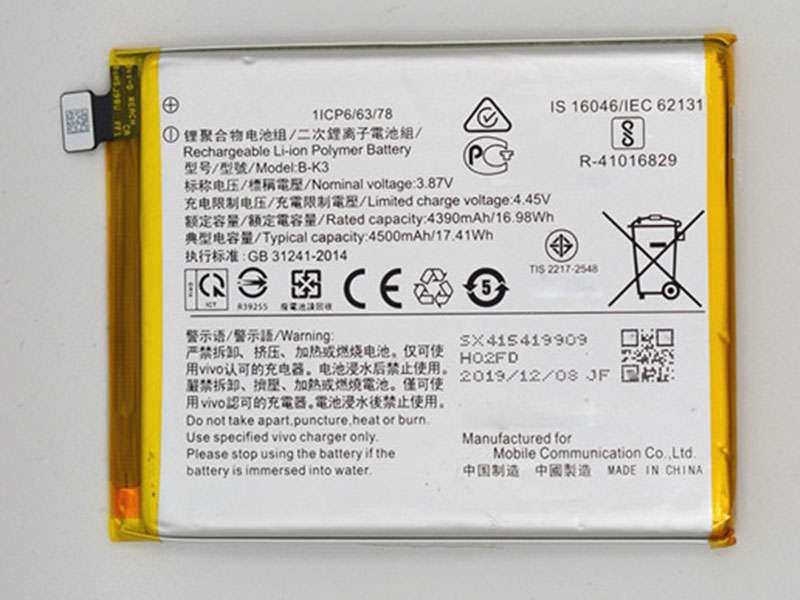 1ICP6/63/78
IS 16046/IEC 62131
R-41016829
锂聚合物电池组/二次鋰离子電池組/
Rechargeable Li-ion Polymer Battery
型号/型號/Model:B-K3
标称电压/標稱電壓/Nominal voltage:3.87V
充电限制电压/充電限制電壓/Limited charge voltage:4.45V
额定容量/額定容量/Rated capacity:4390mAh/16.98Wh
典型电容量/Typical capacity:4500mAh/17.41Wh
执行标准:GB 31241-2014
TIS 2217-2548
ICT
R39255
廢電池請回收
CE
5
警示语/警示語/Warning:
严禁拆卸、挤压、加热或燃烧电池。仅可使
用vivo认可的充电器。电池浸水后禁止使用。
嚴禁拆卸、擠壓、加熱或燃燒電池。僅可使
用vivo認可的充電器。電池浸水後禁止使用。
Do not take apart,puncture,heat or burn.
Use specified vivo charger only.
Please stop using the battery if the
battery is immersed into water.
SX415419909
H02FD
2019/12/08 JF
Manufactured for
Mobile Communication Co.,Ltd.
中国制造 中國製造 MADE IN CHINA